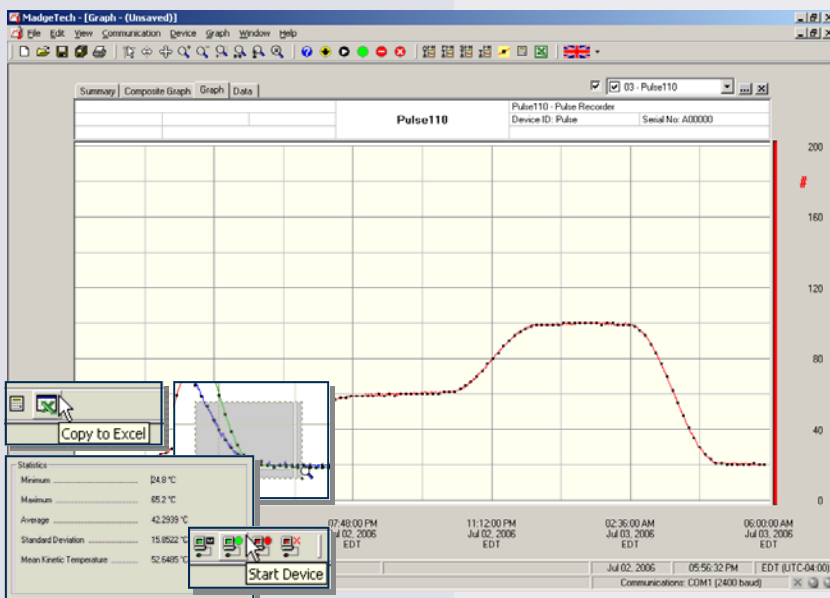 MadgeTech - [Graph - (Unsaved)]
File Edit View Communication Device Graph Window Help
Summary Composite Graph Graph Data
03 - Pulse110
Pulse110
Pulse110 - Pulse Recorder
Device ID: Pulse Serial No: A00000
200
#
160
120
80
40
0
Copy to Excel
Statistics
Minimum 24.8 °C
Maximum 65.2 °C
Average 42.2939 °C
Standard Deviation 15.8522 °C
Mean Kinetic Temperature 52.6485 °C
Start Device
07:48:00 PM
Jul 02, 2006
EDT
11:12:00 PM
Jul 02, 2006
EDT
02:36:00 AM
Jul 03, 2006
EDT
06:00:00 AM
Jul 03, 2006
EDT
Jul 02, 2006 05:56:32 PM EDT (UTC-04:00)
Communications: COM1 (2400 baud)